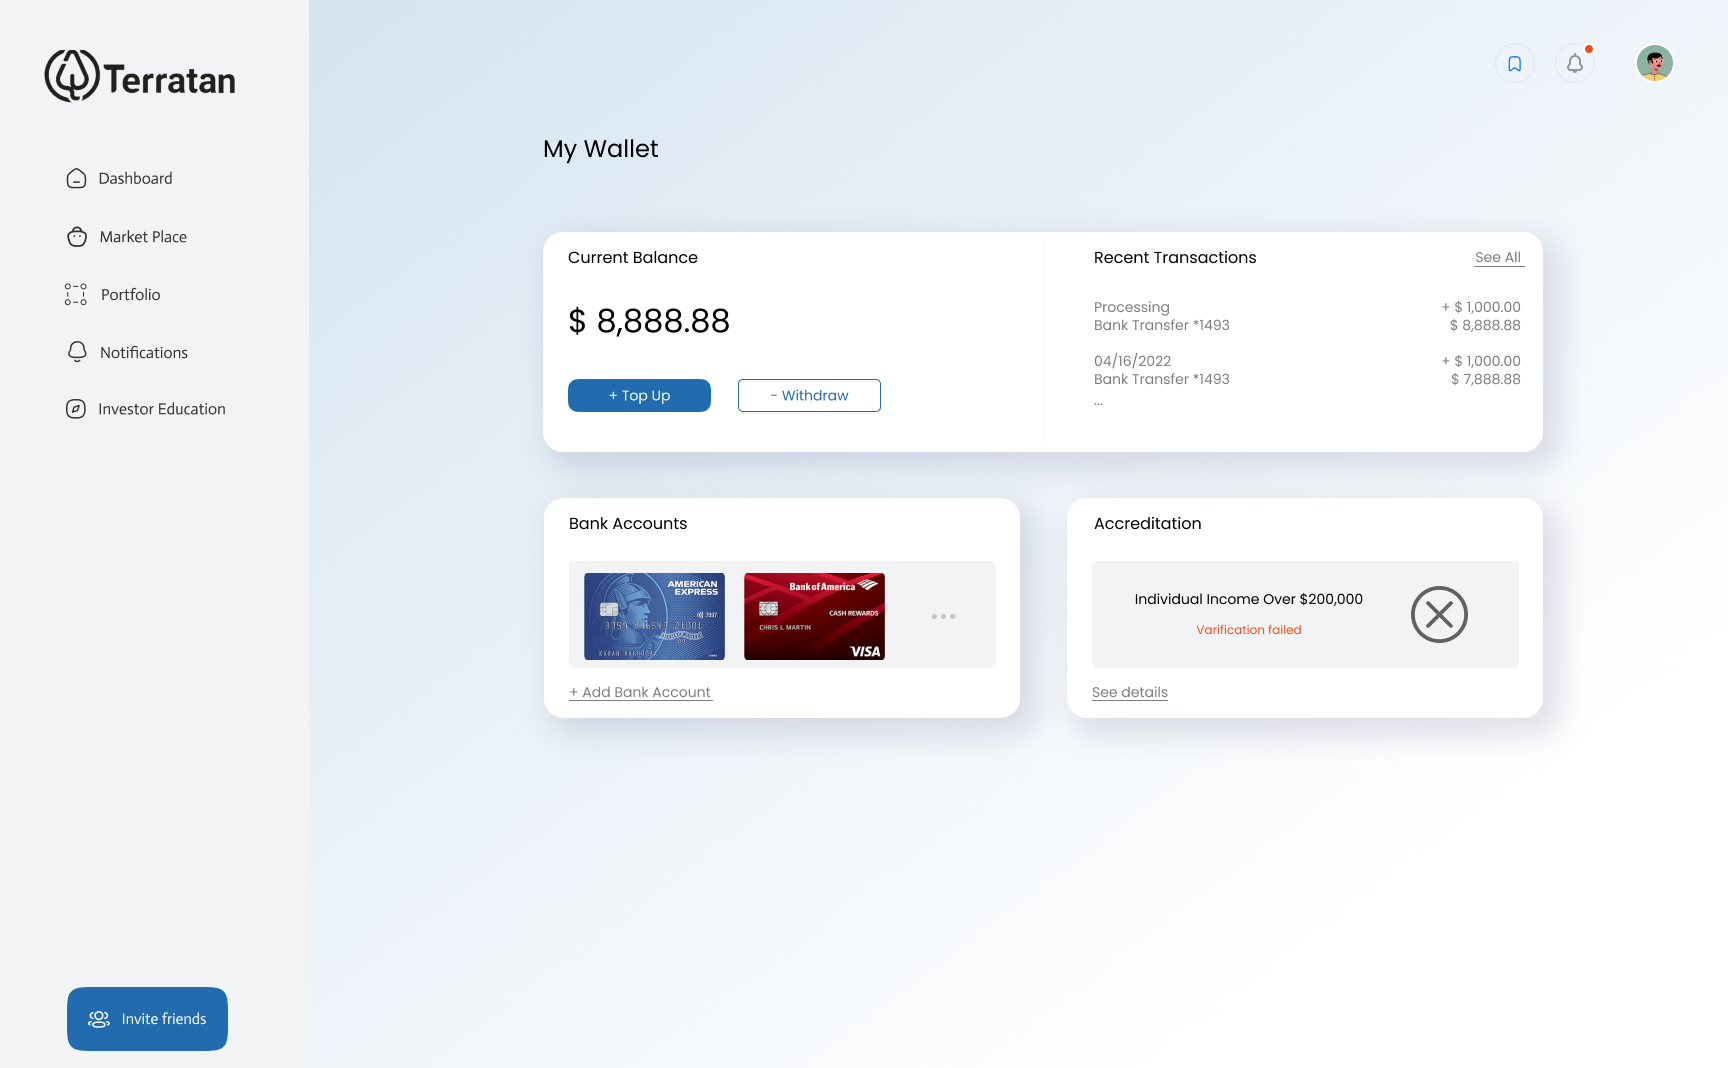 Terratan
Dashboard
Market Place
Portfolio
Notifications
Investor Education
Invite friends
My Wallet
Current Balance
$ 8,888.88
+ Top Up
- Withdraw
Recent Transactions
See All
Processing + $ 1,000.00
Bank Transfer *1493 $ 8,888.88
04/16/2022 + $ 1,000.00
Bank Transfer *1493 $ 7,888.88
...
Bank Accounts
AMERICAN
EXPRESS
7997
Bank of America
CASH REWARDS
CHRIS L MARTIN
VISA
+ Add Bank Account
Accreditation
Individual Income Over $200,000
Varification failed
See details